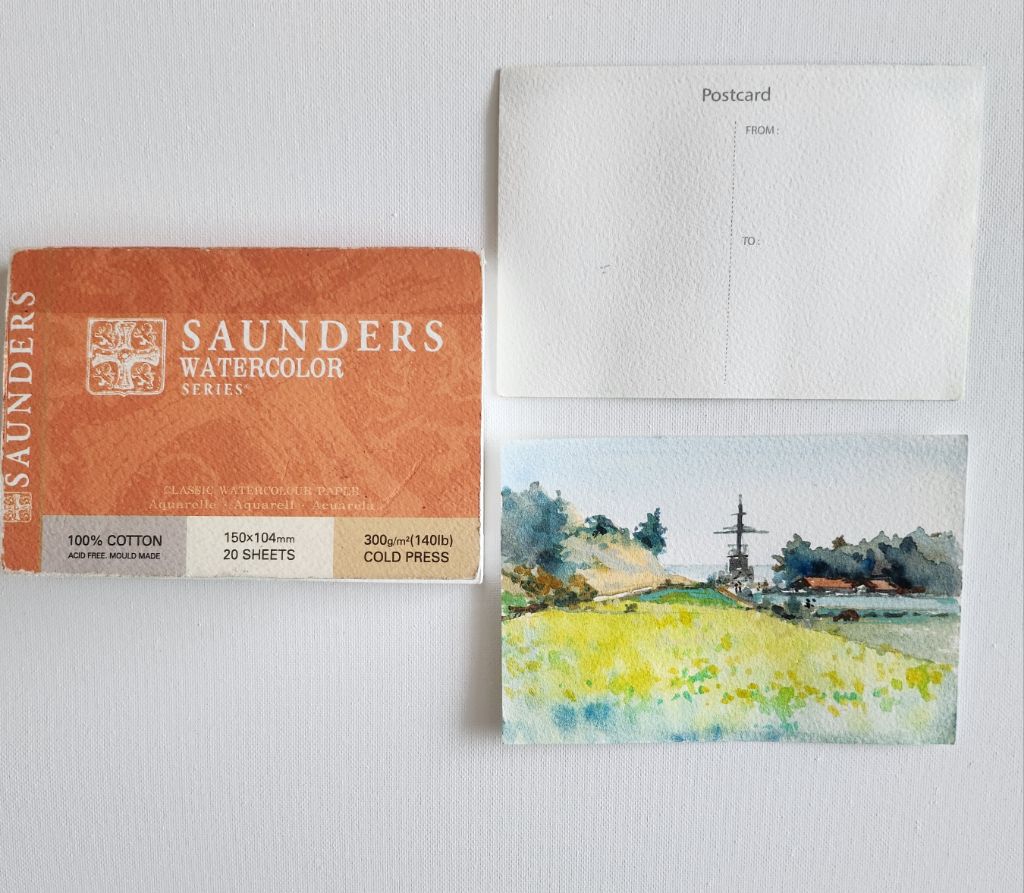 SAUNDERS
SAUNDERS
WATERCOLOR
SERIES
CLASSIC WATERCOLOUR PAPER
Aquarelle · Aquarell · Acuarela
100% COTTON
ACID FREE. MOULD MADE
150x104mm
20 SHEETS
300g/m²(140lb)
COLD PRESS
Postcard
FROM :
TO :